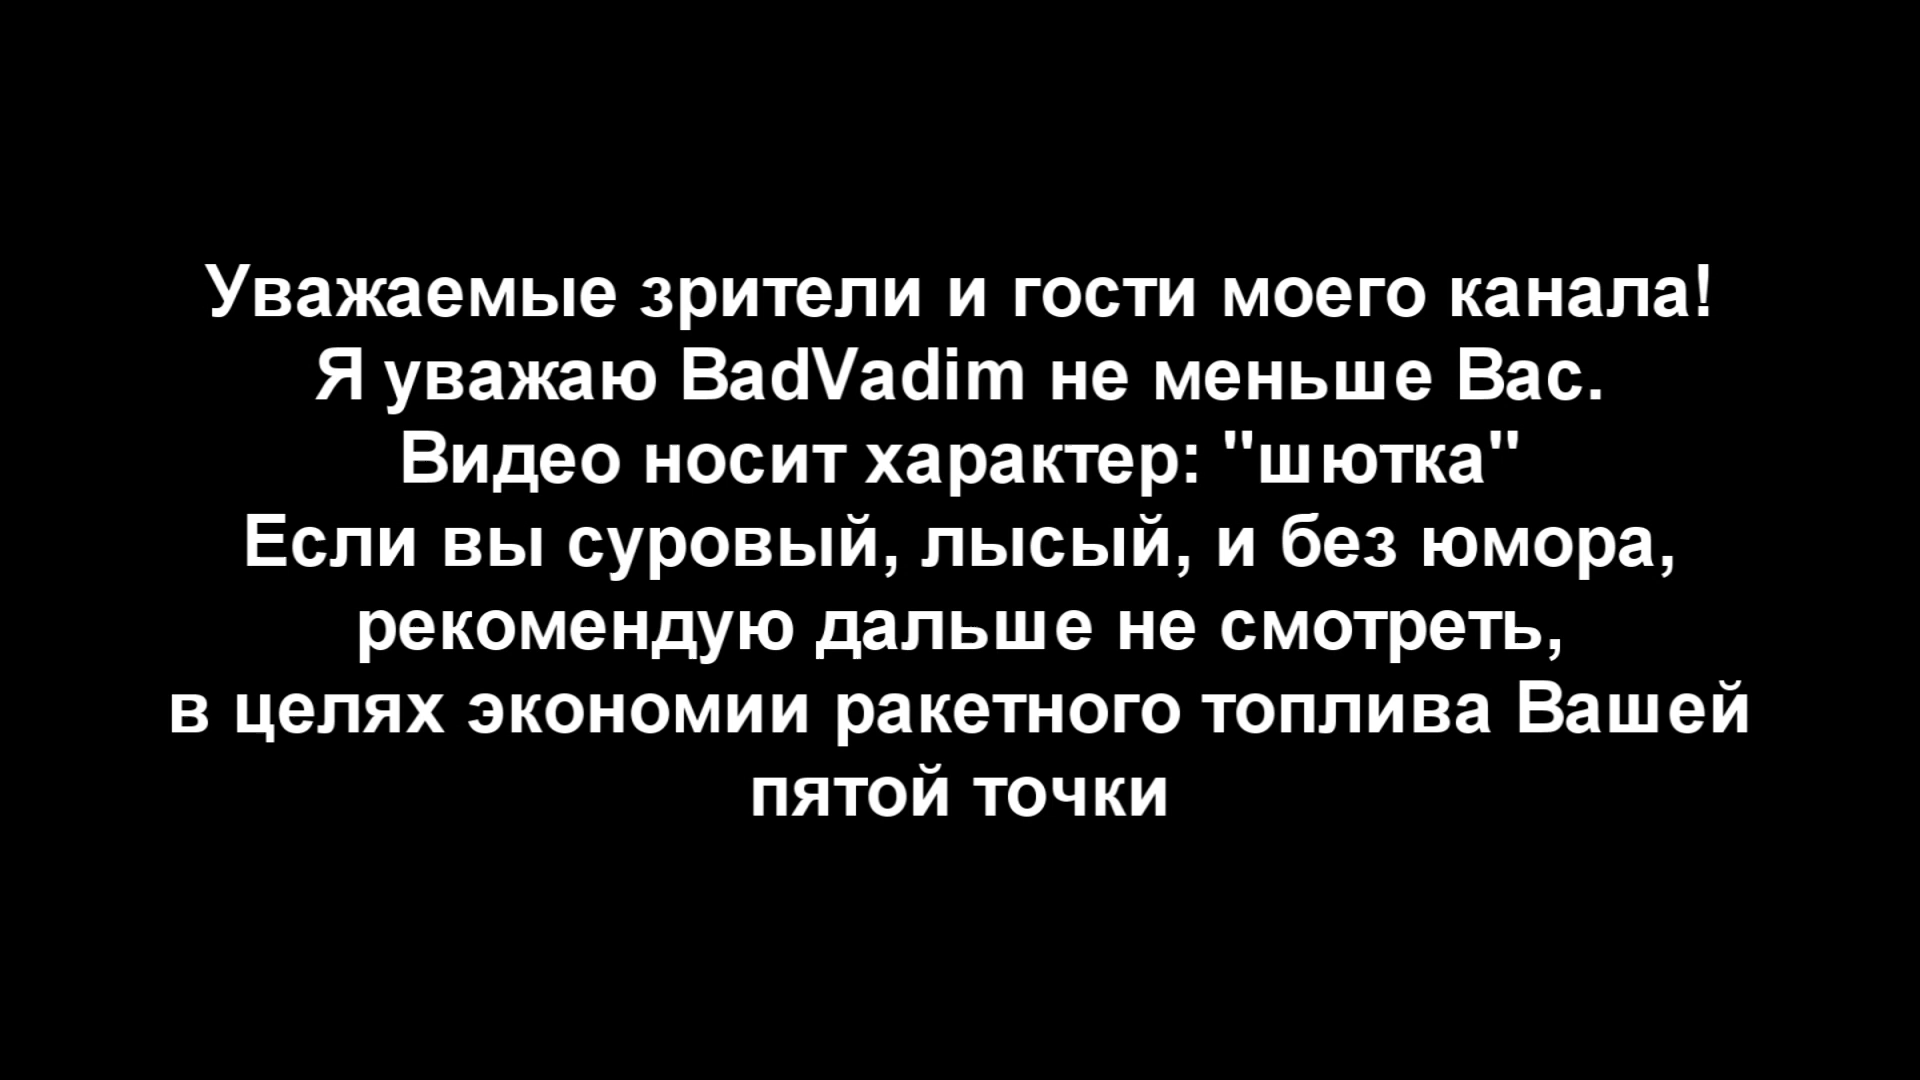 Уважаемые зрители и гости моего канала!
Я уважаю BadVadim не меньше Вас.
Видео носит характер: "шютка"
Если вы суровый, лысый, и без юмора,
рекомендую дальше не смотреть,
в целях экономии ракетного топлива Вашей
пятой точки